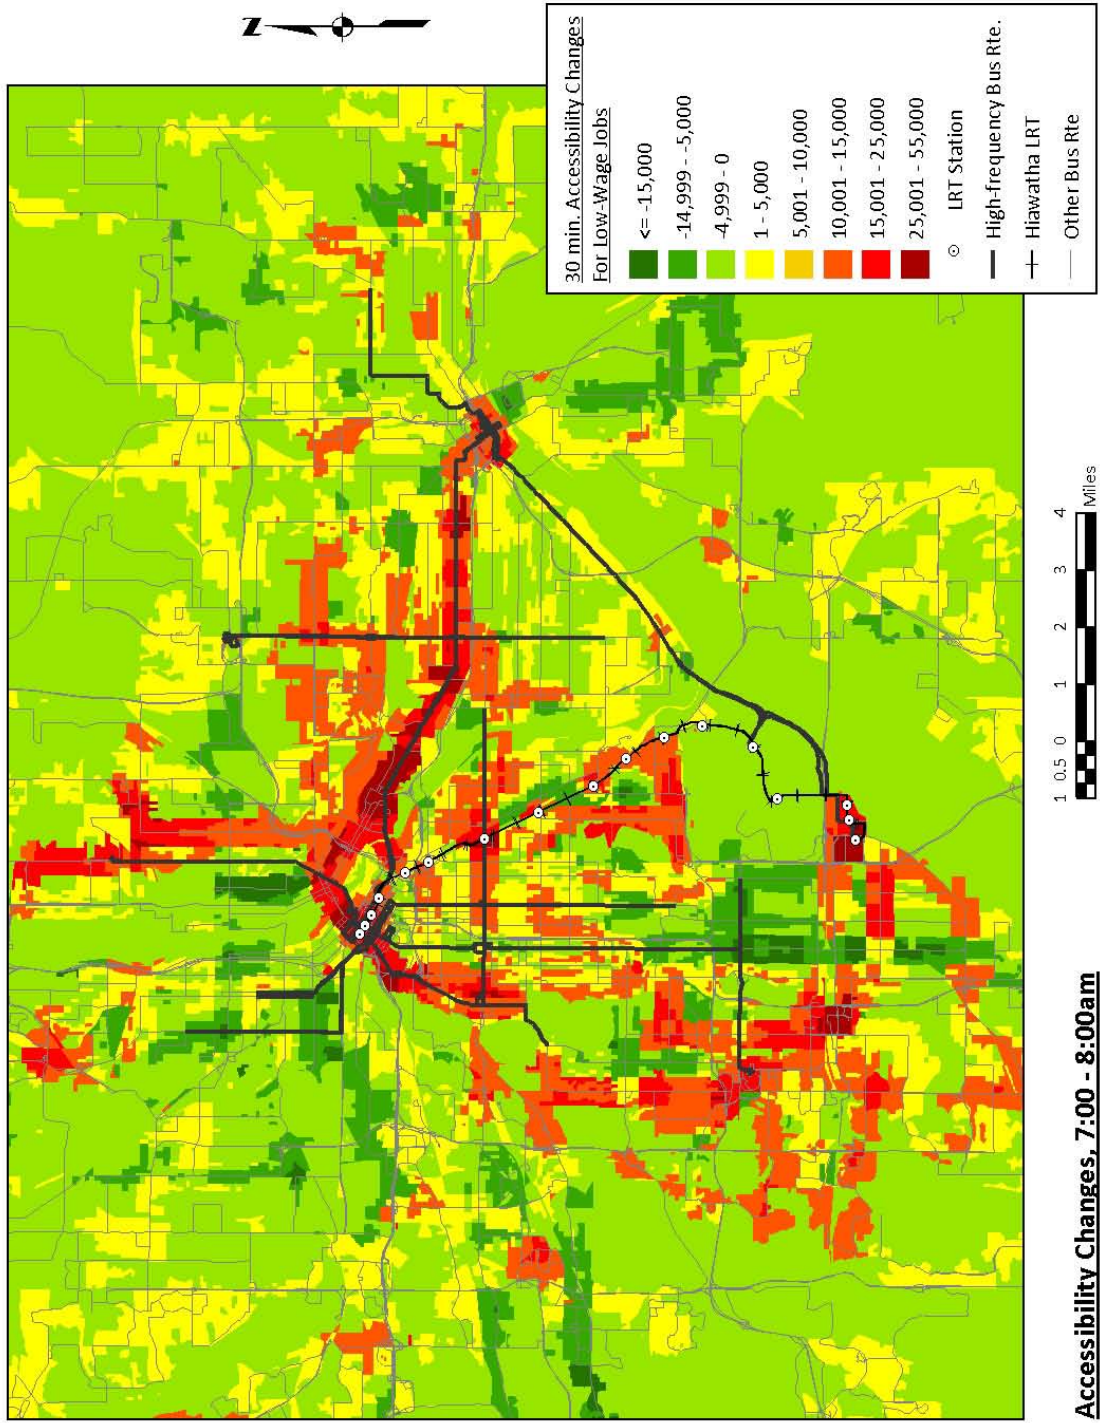 N
30 min. Accessibility Changes
For Low-Wage Jobs
<= -15,000
-14,999 - -5,000
-4,999 - 0
1 - 5,000
5,001 - 10,000
10,001 - 15,000
15,001 - 25,000
25,001 - 55,000
LRT Station
High-frequency Bus Rte.
Hiawatha LRT
Other Bus Rte
1 0.5 0 1 2 3 4
Miles
Accessibility Changes, 7:00 - 8:00am